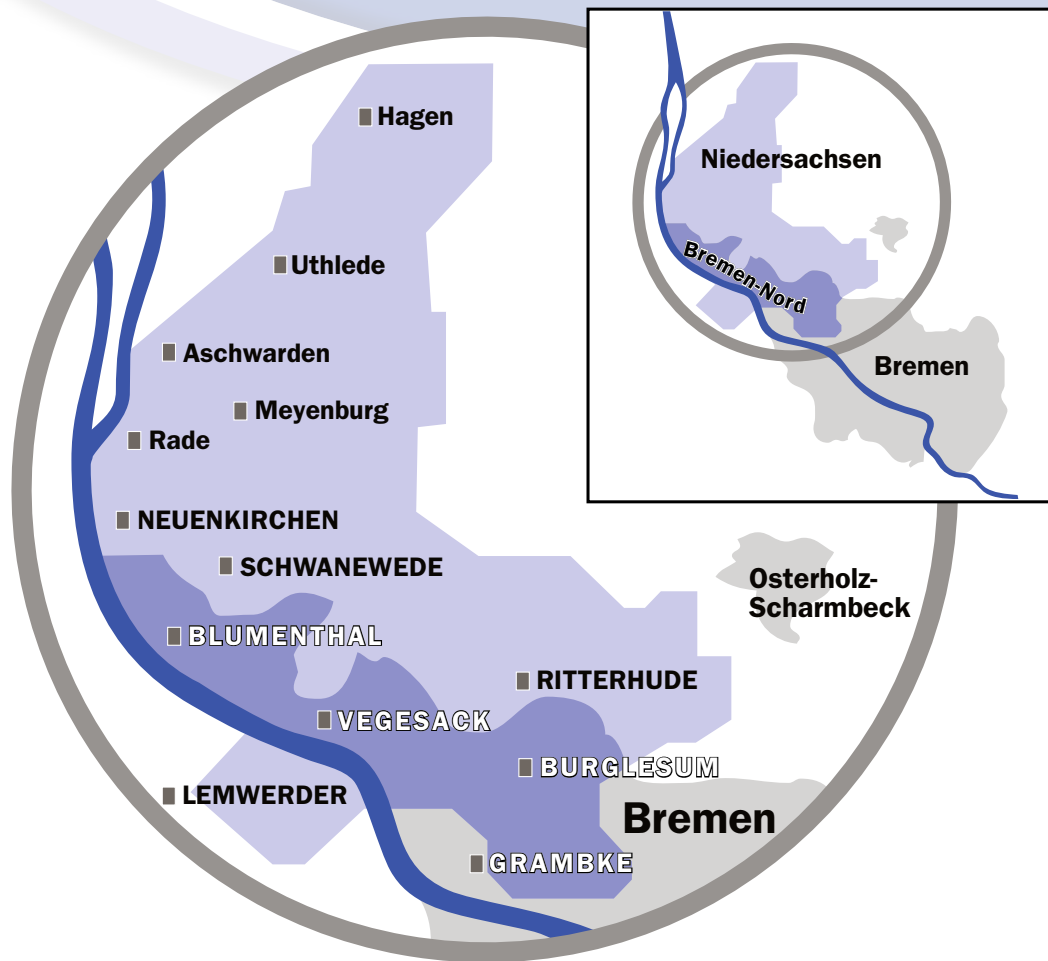 Hagen
Uthlede
Aschwarden
Meyenburg
Rade
NEUENKIRCHEN
SCHWANEWEDE
BLUMENTHAL
RITTERHUDE
VEGESACK
BURGLESUM
LEMWERDER
Bremen
GRAMBKE
Osterholz-
Scharmbeck
Niedersachsen
Bremen-Nord
Bremen